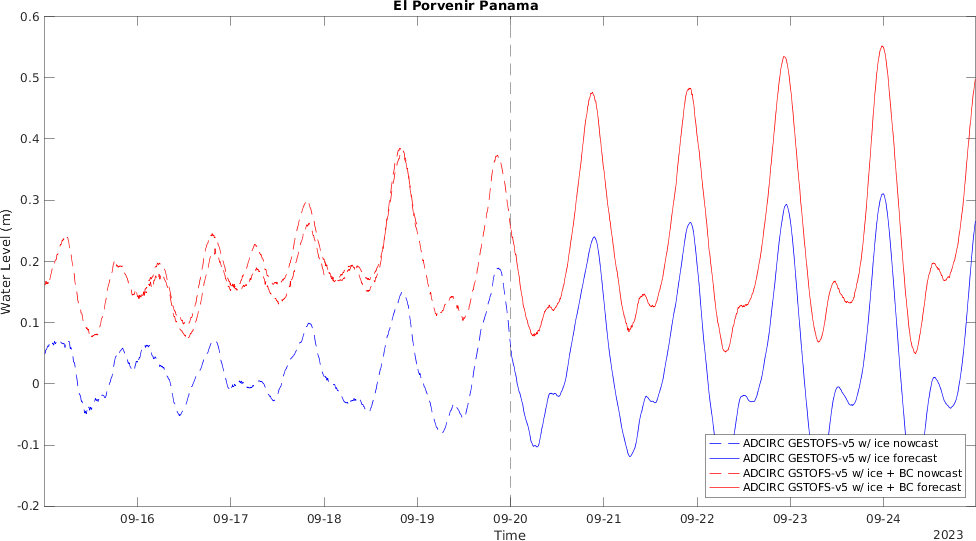 El Porvenir Panama
0.6
0.5
0.4
0.3
0.2
0.1
0
-0.1
-0.2
Water Level (m)
ADCIRC GESTOFS-v5 w/ ice nowcast
ADCIRC GESTOFS-v5 w/ ice forecast
ADCIRC GSTOFS-v5 w/ ice + BC nowcast
ADCIRC GSTOFS-v5 w/ ice + BC forecast
09-16 09-17 09-18 09-19 09-20 09-21 09-22 09-23 09-24
Time
2023